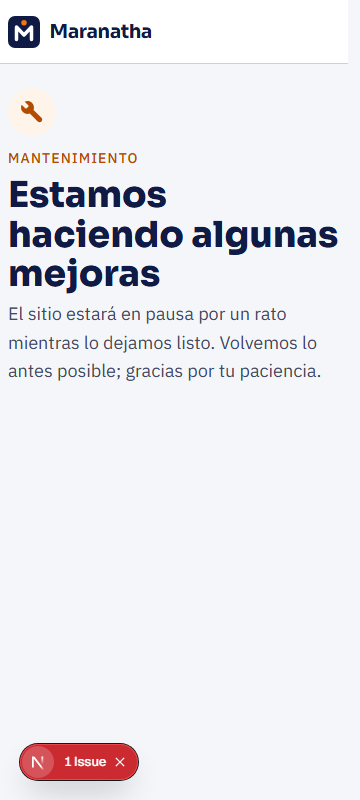 Maranatha
MANTENIMIENTO
Estamos
haciendo algunas
mejoras
El sitio estará en pausa por un rato
mientras lo dejamos listo. Volvemos lo
antes posible; gracias por tu paciencia.
N 1 Issue ×